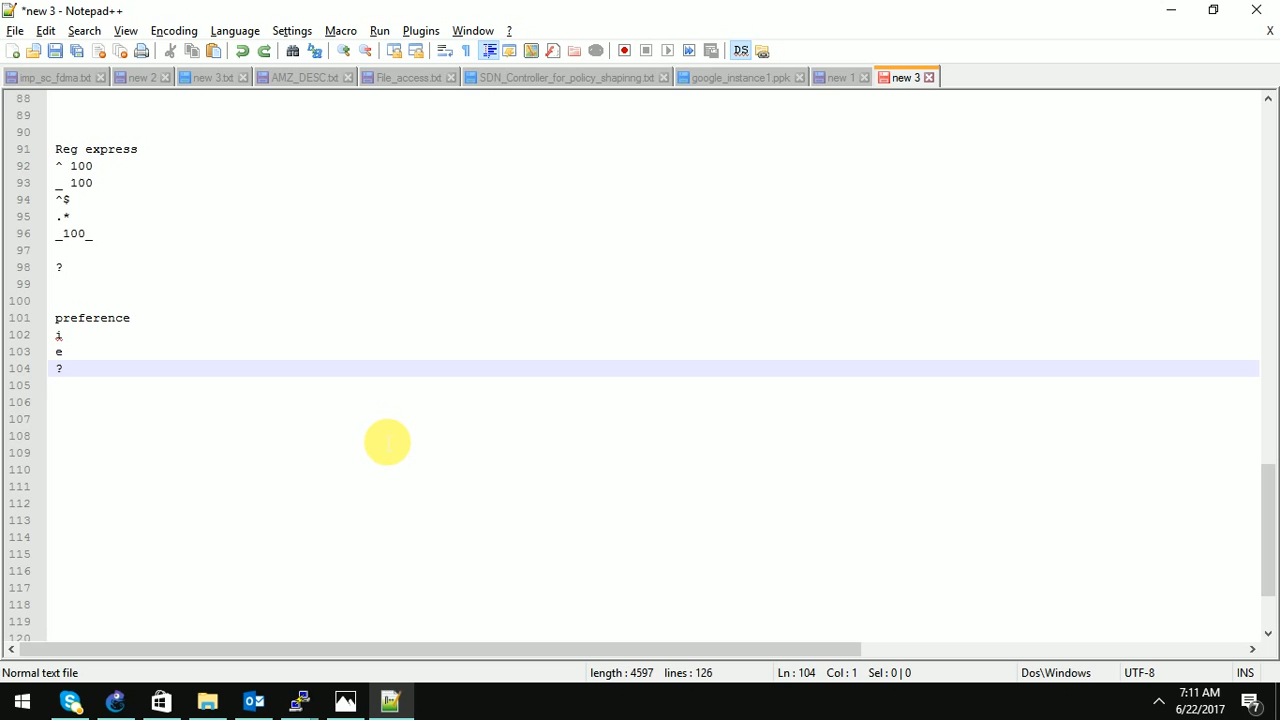 *new 3 - Notepad++
File Edit Search View Encoding Language Settings Macro Run Plugins Window ?
X
imp_sc_fdma.txt new 2 new 3.txt AMZ_DESC.txt File_access.txt SDN_Controller_for_policy_shapinng.txt google_instance1.ppk new 1 new 3
88
89
90
91 Reg express
92 ^ 100
93 _ 100
94 ^$
95 .*
96 _100_
97
98 ?
99
100
101 preference
102 i
103 e
104 ?
105
106
107
108
109
110
111
112
113
114
115
116
117
118
119
120
Normal text file length : 4597 lines : 126 Ln : 104 Col : 1 Sel : 0 | 0 Dos\Windows UTF-8 INS
7:11 AM
6/22/2017
7